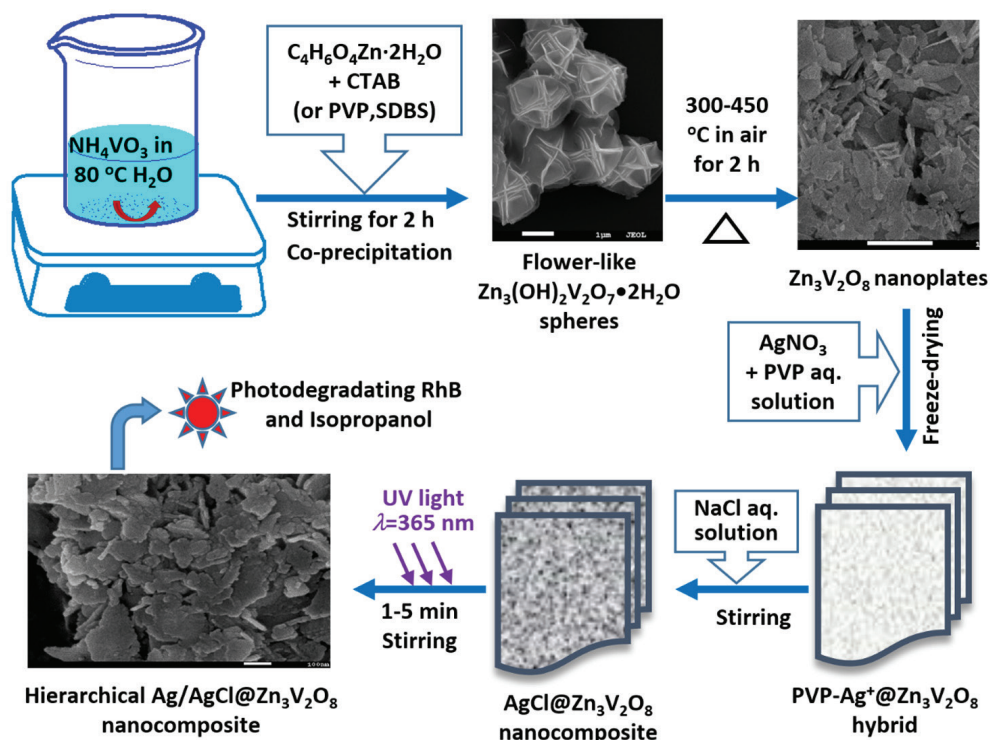 NH₄VO₃ in
80 °C H₂O
C₄H₆O₄Zn·2H₂O
+ CTAB
(or PVP,SDBS)
Stirring for 2 h
Co-precipitation
1μm JEOL
Flower-like
Zn₃(OH)₂V₂O₇•2H₂O
spheres
300-450
°C in air
for 2 h
Zn₃V₂O₈ nanoplates
AgNO₃
+ PVP aq.
solution
Freeze-drying
PVP-Ag⁺@Zn₃V₂O₈
hybrid
NaCl aq.
solution
Stirring
AgCl@Zn₃V₂O₈
nanocomposite
UV light
λ=365 nm
1-5 min
Stirring
100nm
Hierarchical Ag/AgCl@Zn₃V₂O₈
nanocomposite
Photodegradating RhB
and Isopropanol